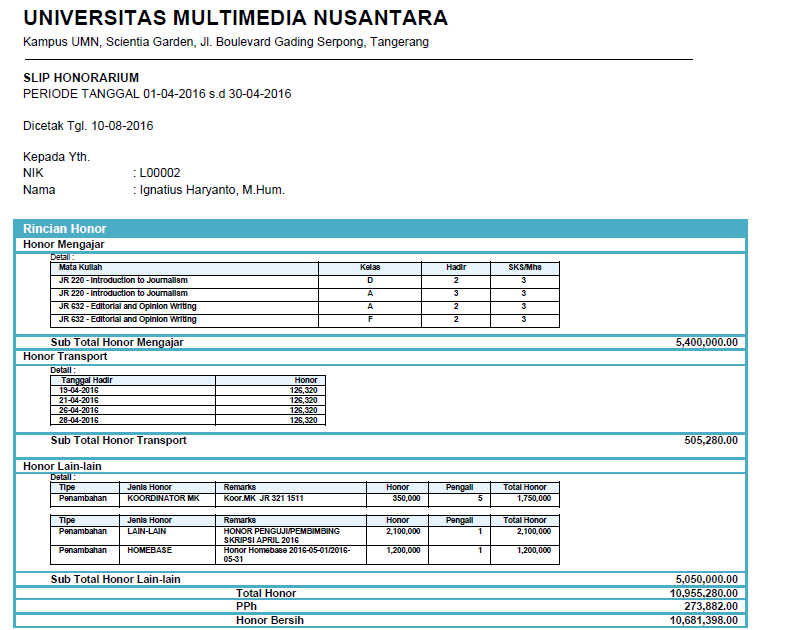 UNIVERSITAS MULTIMEDIA NUSANTARA
Kampus UMN, Scientia Garden, Jl. Boulevard Gading Serpong, Tangerang
SLIP HONORARIUM
PERIODE TANGGAL 01-04-2016 s.d 30-04-2016
Dicetak Tgl. 10-08-2016
Kepada Yth.
NIK : L00002
Nama : Ignatius Haryanto, M.Hum.
Rincian Honor
Honor Mengajar
Detail :
Mata Kuliah Kelas Hadir SKS/Mhs
JR 220 - Introduction to Journalism D 2 3
JR 220 - Introduction to Journalism A 3 3
JR 632 - Editorial and Opinion Writing A 2 3
JR 632 - Editorial and Opinion Writing F 2 3
Sub Total Honor Mengajar 5,400,000.00
Honor Transport
Detail :
Tanggal Hadir Honor
19-04-2016 126,320
21-04-2016 126,320
26-04-2016 126,320
28-04-2016 126,320
Sub Total Honor Transport 505,280.00
Honor Lain-lain
Detail :
Tipe Jenis Honor Remarks Honor Pengali Total Honor
Penambahan KOORDINATOR MK Koor.MK JR 321 1511 350,000 5 1,750,000
Tipe Jenis Honor Remarks Honor Pengali Total Honor
Penambahan LAIN-LAIN HONOR PENGUJI/PEMBIMBING 2,100,000 1 2,100,000
SKRIPSI APRIL 2016
Penambahan HOMEBASE Honor Homebase 2016-05-01/2016- 1,200,000 1 1,200,000
05-31
Sub Total Honor Lain-lain 5,050,000.00
Total Honor 10,955,280.00
PPh 273,882.00
Honor Bersih 10,681,398.00